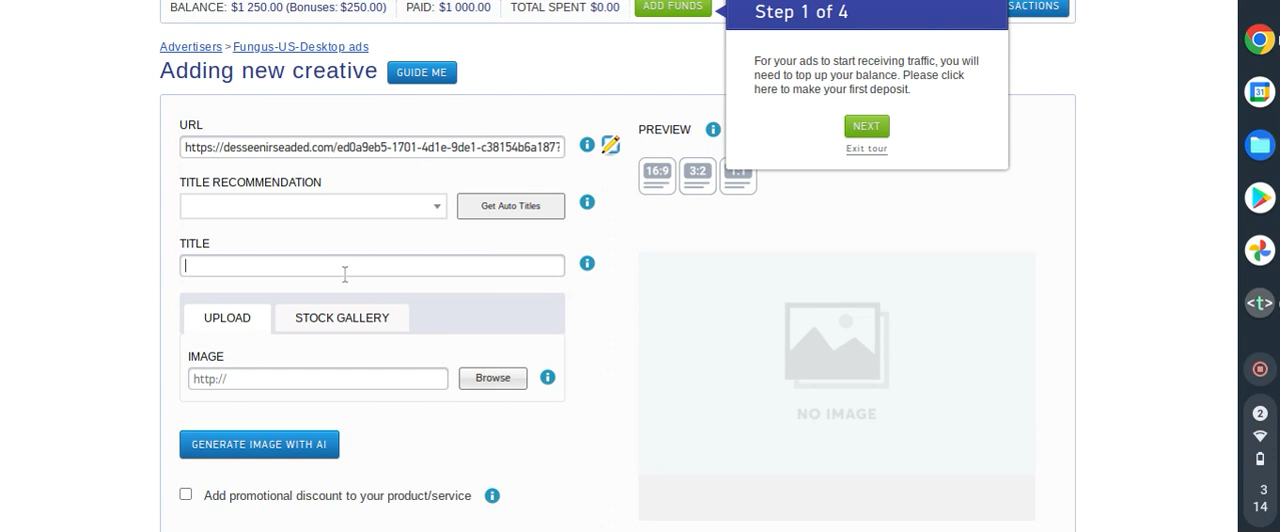 BALANCE: $1 250.00 (Bonuses: $250.00) PAID: $1 000.00 TOTAL SPENT $0.00 ADD FUNDS
Step 1 of 4
SACTIONS
Advertisers > Fungus-US-Desktop ads
Adding new creative GUIDE ME
For your ads to start receiving traffic, you will
need to top up your balance. Please click
here to make your first deposit.
NEXT
Exit tour
URL
https://desseenirseaded.com/ed0a9eb5-1701-4d1e-9de1-c38154b6a187?
PREVIEW
16:9 3:2 1:1
TITLE RECOMMENDATION
Get Auto Titles
TITLE
UPLOAD STOCK GALLERY
IMAGE
http:// Browse
NO IMAGE
GENERATE IMAGE WITH AI
Add promotional discount to your product/service
31
<t>
2
3
14